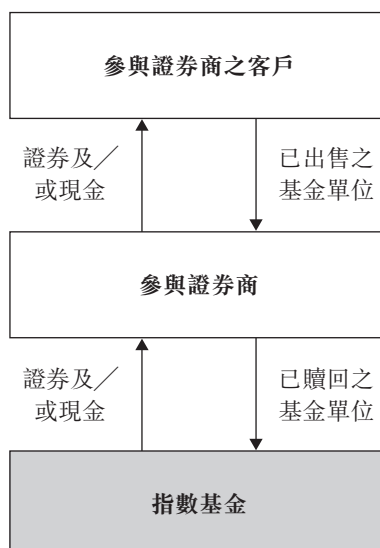 參與證券商之客戶
證券及／
或現金
已出售之
基金單位
參與證券商
證券及／
或現金
已贖回之
基金單位
指數基金